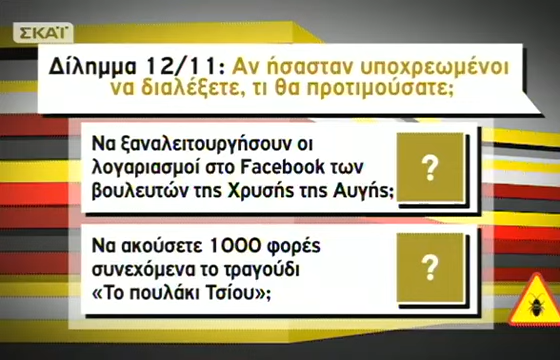 ΣΚΑΪ
Δίλημμα 12/11: Αν ήσασταν υποχρεωμένοι
να διαλέξετε, τι θα προτιμούσατε;
Να ξαναλειτουργήσουν οι
λογαριασμοί στο Facebook των
βουλευτών της Χρυσής της Αυγής;
?
Να ακούσετε 1000 φορές
συνεχόμενα το τραγούδι
«Το πουλάκι Τσίου»;
?